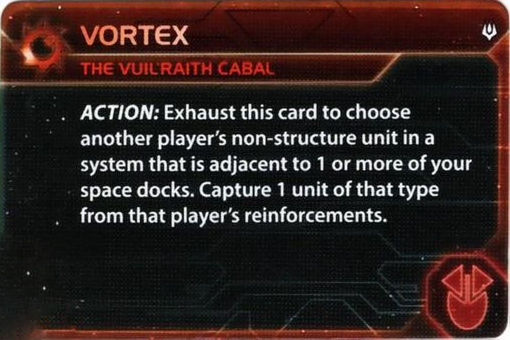 VORTEX
THE VUIL'RAITH CABAL
ACTION: Exhaust this card to choose
another player's non-structure unit in a
system that is adjacent to 1 or more of your
space docks. Capture 1 unit of that type
from that player's reinforcements.